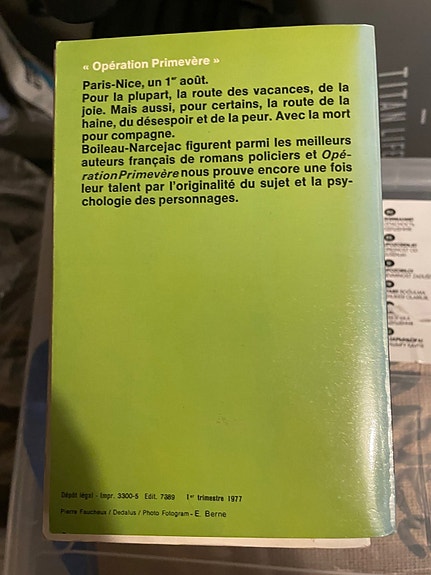 « Opération Primevère »
Paris-Nice, un 1er août.
Pour la plupart, la route des vacances, de la
joie. Mais aussi, pour certains, la route de la
haine, du désespoir et de la peur. Avec la mort
pour compagne.
Boileau-Narcejac figurent parmi les meilleurs
auteurs français de romans policiers et Opé-
rationPrimevère nous prouve encore une fois
leur talent par l'originalité du sujet et la psy-
chologie des personnages.
Dépôt légal - Impr. 3300-5 Edit. 7389 1er trimestre 1977
Pierre Faucheux / Dedalus / Photo Fotogram - E. Berne
TITAN